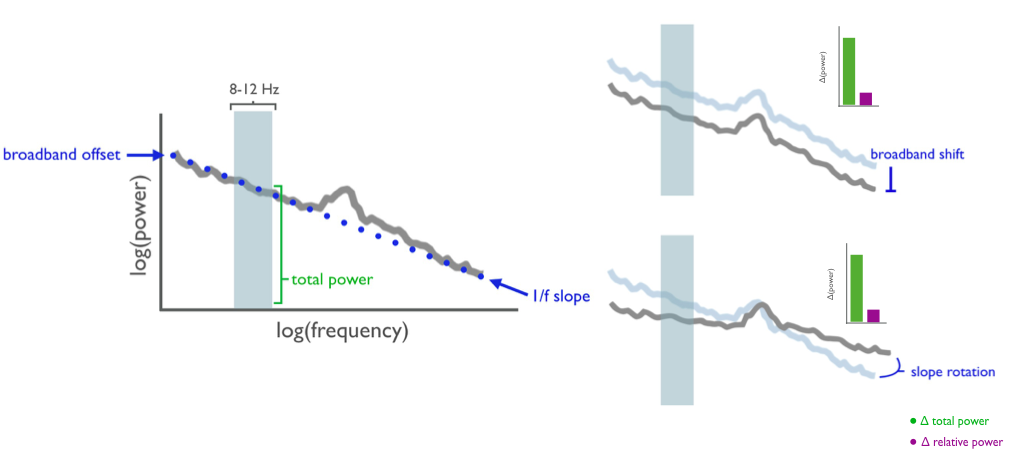 8-12 Hz
broadband offset
log(power)
total power
1/f slope
log(frequency)
Δ(power)
broadband shift
Δ(power)
slope rotation
Δ total power
Δ relative power